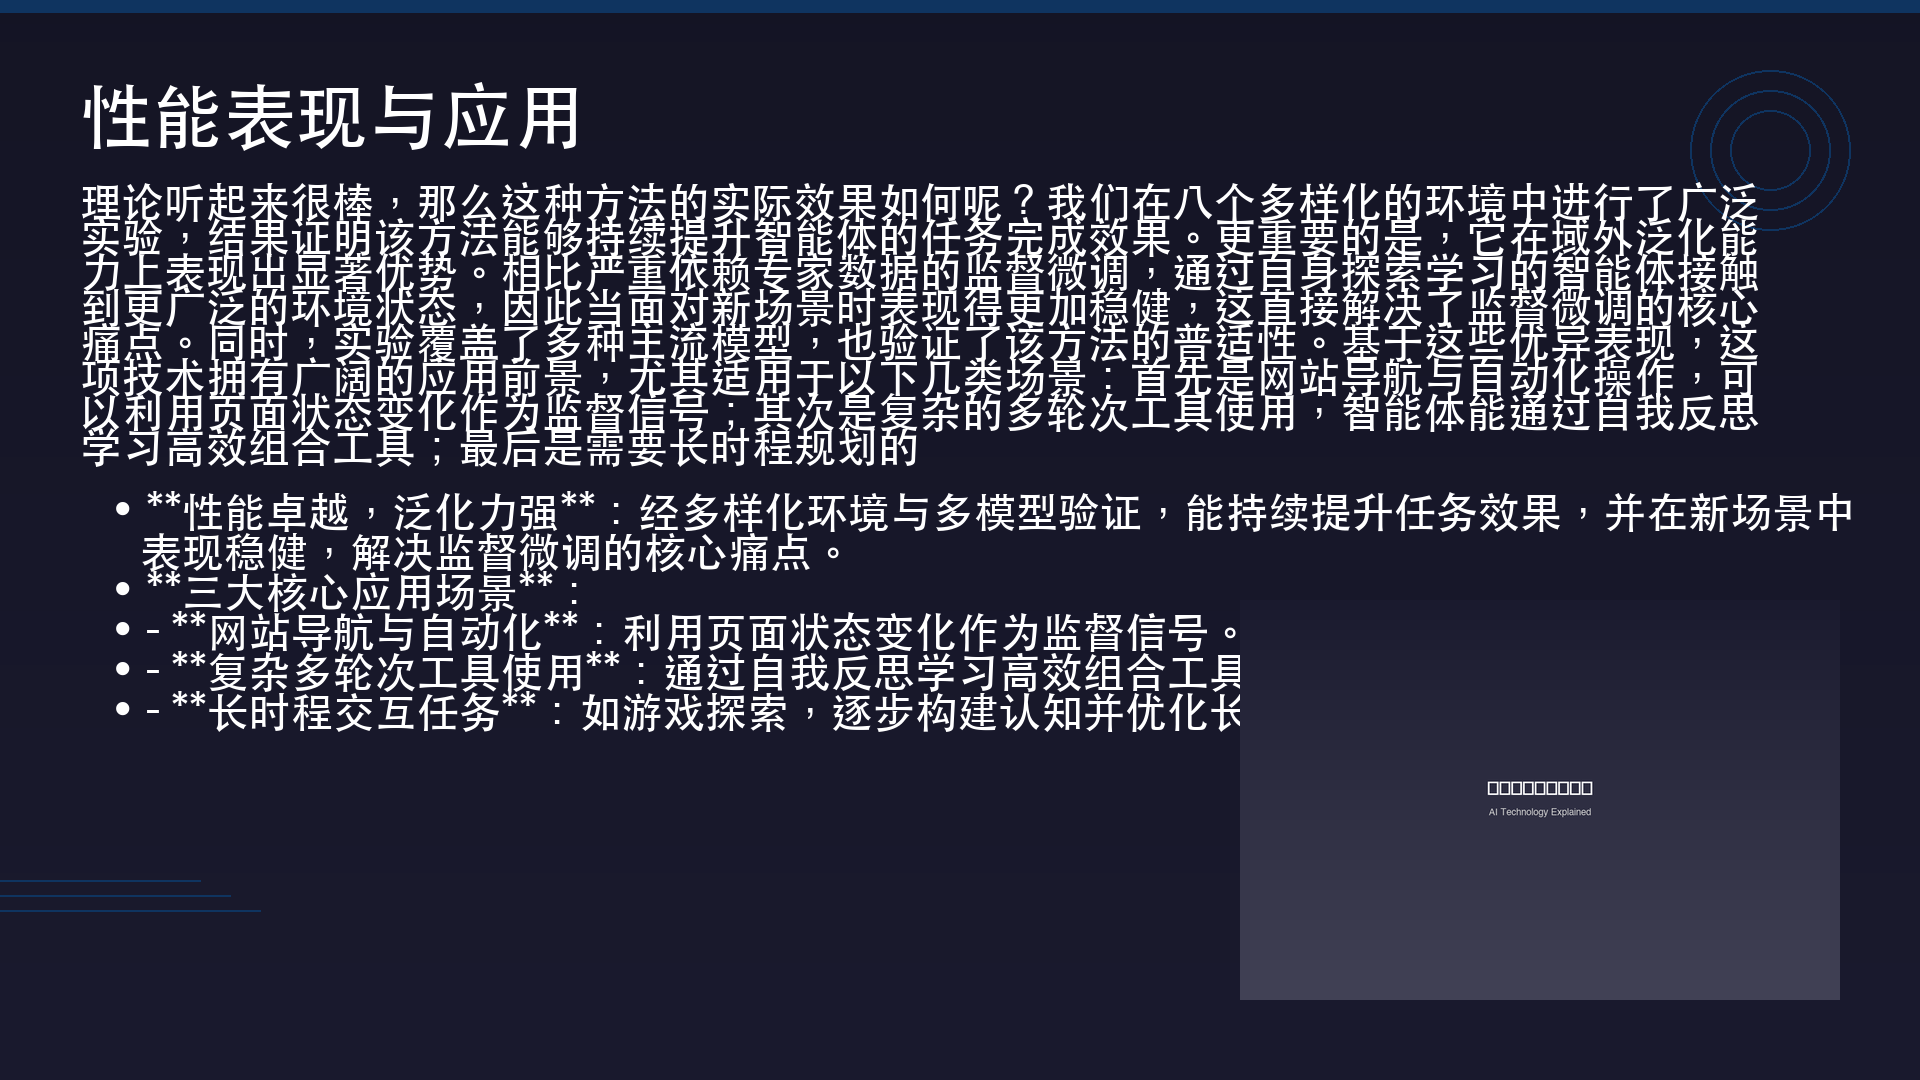 性能表现与应用
理论听起来很棒，那么这种方法的实际效果如何呢？我们在八个多样化的环境中进行了广泛
实验，结果证明该方法能够持续提升智能体的任务完成效果。更重要的是，它在域外泛化能
力上表现出显著优势。相比严重依赖专家数据的监督微调，通过自身探索学习的智能体接触
到更广泛的环境状态，因此当面对新场景时表现得更加稳健，这直接解决了监督微调的核心
痛点。同时，实验覆盖了多种主流模型，也验证了该方法的普适性。基于这些优异表现，这
项技术拥有广阔的应用前景，尤其适用于以下几类场景：首先是网站导航与自动化操作，可
以利用页面状态变化作为监督信号；其次是复杂的多轮次工具使用，智能体能通过自我反思
学习高效组合工具；最后是需要长时程规划的
• **性能卓越，泛化力强**：经多样化环境与多模型验证，能持续提升任务效果，并在新场景中
表现稳健，解决监督微调的核心痛点。
• **三大核心应用场景**：
• - **网站导航与自动化**：利用页面状态变化作为监督信号。
• - **复杂多轮次工具使用**：通过自我反思学习高效组合工具
• - **长时程交互任务**：如游戏探索，逐步构建认知并优化长
□□□□□□□□□
AI Technology Explained